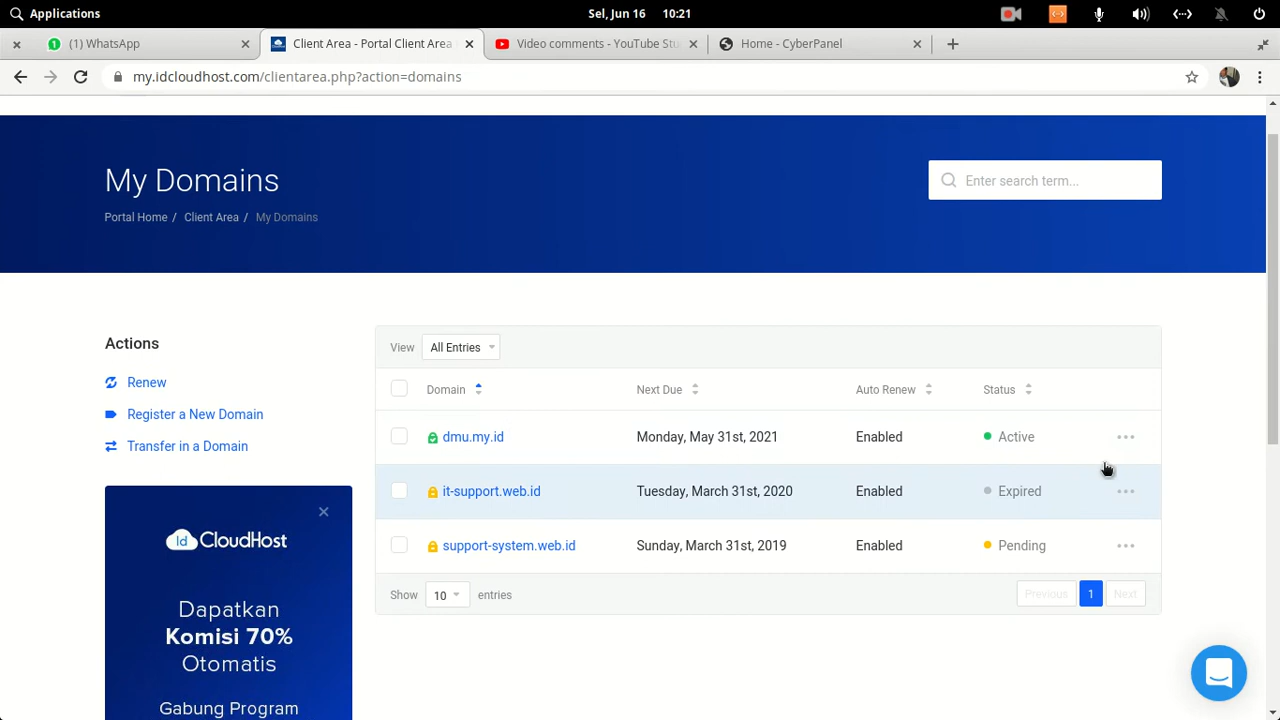 Applications
Sel, Jun 16 10:21
(1) WhatsApp
Client Area - Portal Client Area
Video comments - YouTube Stu
Home - CyberPanel
my.idcloudhost.com/clientarea.php?action=domains
My Domains
Enter search term...
Portal Home / Client Area / My Domains
Actions
Renew
Register a New Domain
Transfer in a Domain
View All Entries
Domain Next Due Auto Renew Status
dmu.my.id Monday, May 31st, 2021 Enabled Active
it-support.web.id Tuesday, March 31st, 2020 Enabled Expired
support-system.web.id Sunday, March 31st, 2019 Enabled Pending
Show 10 entries Previous 1 Next
id CloudHost
Dapatkan
Komisi 70%
Otomatis
Gabung Program